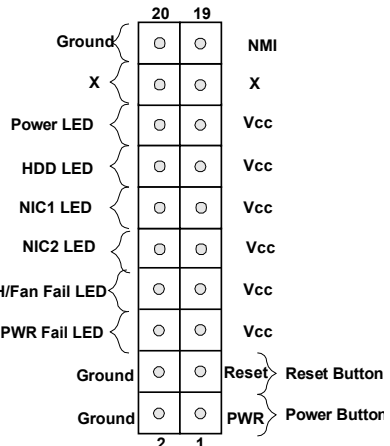 20 19
Ground NMI
X X
Power LED Vcc
HDD LED Vcc
NIC1 LED Vcc
NIC2 LED Vcc
H/Fan Fail LED Vcc
PWR Fail LED Vcc
Ground Reset Reset Button
Ground PWR Power Button
2 1